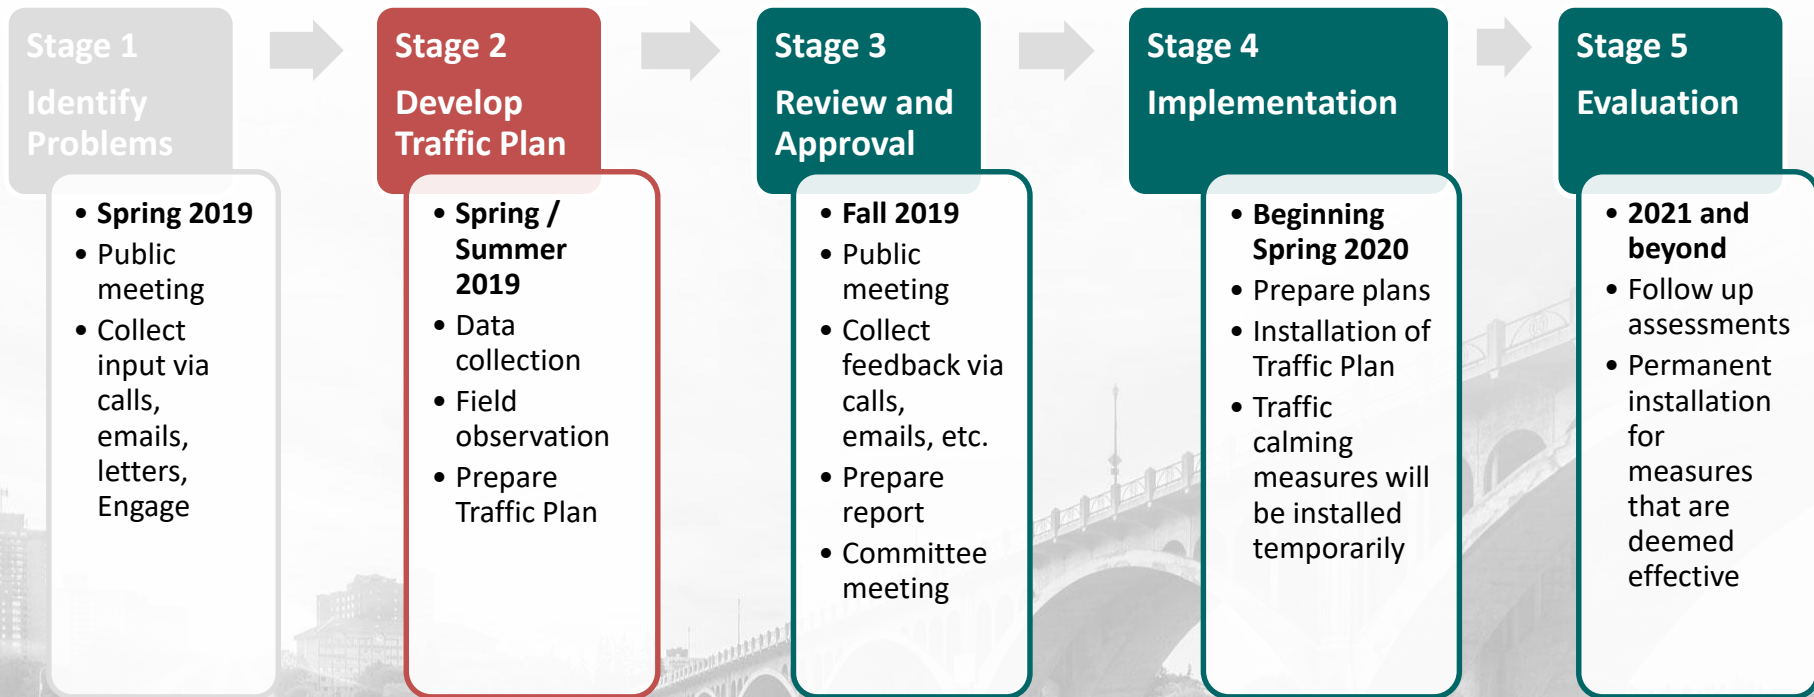 Stage 1
Identify
Problems
• Spring 2019
• Public
meeting
• Collect
input via
calls,
emails,
letters,
Engage
Stage 2
Develop
Traffic Plan
• Spring /
Summer
2019
• Data
collection
• Field
observation
• Prepare
Traffic Plan
Stage 3
Review and
Approval
• Fall 2019
• Public
meeting
• Collect
feedback via
calls,
emails, etc.
• Prepare
report
• Committee
meeting
Stage 4
Implementation
• Beginning
Spring 2020
• Prepare plans
• Installation of
Traffic Plan
• Traffic
calming
measures will
be installed
temporarily
Stage 5
Evaluation
• 2021 and
beyond
• Follow up
assessments
• Permanent
installation
for
measures
that are
deemed
effective